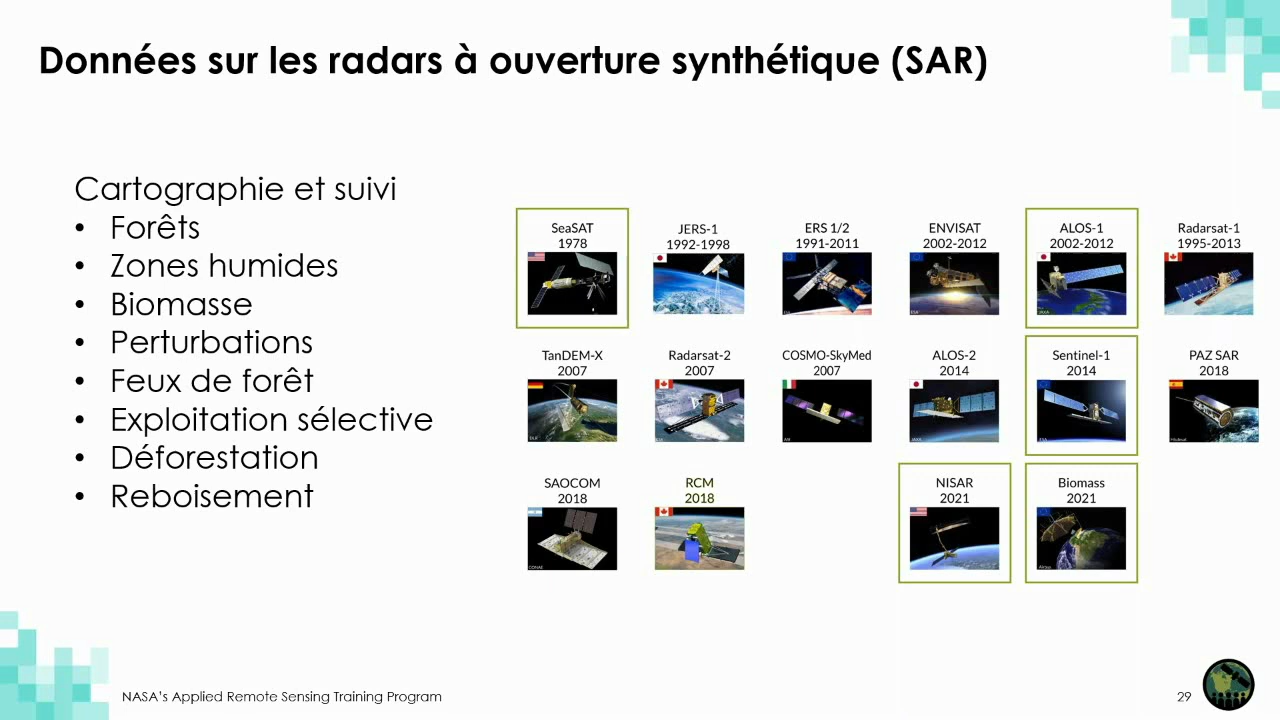 Données sur les radars à ouverture synthétique (SAR)
Cartographie et suivi
• Forêts
• Zones humides
• Biomasse
• Perturbations
• Feux de forêt
• Exploitation sélective
• Déforestation
• Reboisement
SeaSAT
1978
JERS-1
1992-1998
ERS 1/2
1991-2011
ENVISAT
2002-2012
ALOS-1
2002-2012
Radarsat-1
1995-2013
TanDEM-X
2007
Radarsat-2
2007
COSMO-SkyMed
2007
ALOS-2
2014
Sentinel-1
2014
PAZ SAR
2018
SAOCOM
2018
RCM
2018
NISAR
2021
Biomass
2021
NASA's Applied Remote Sensing Training Program
29